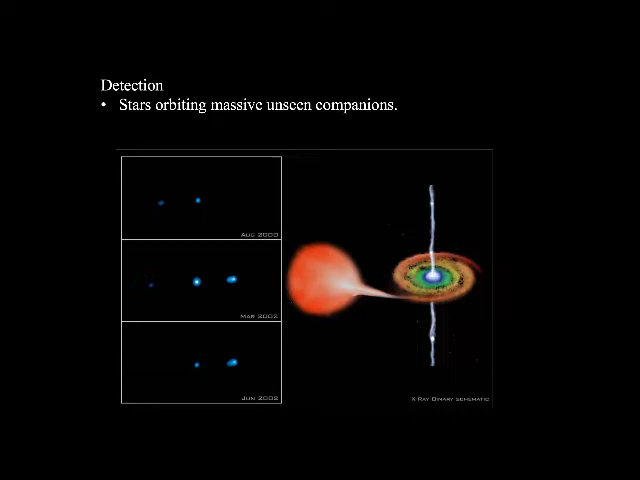 Detection
• Stars orbiting massive unseen companions.
Aug 2000
Mar 2002
Jun 2002
X-Ray Binary schematic